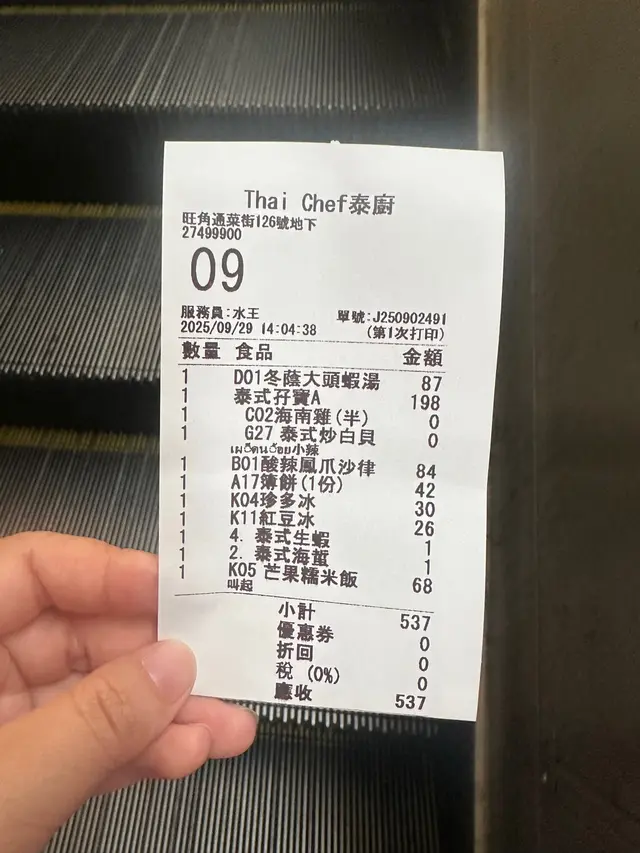 Thai Chef泰廚
旺角通菜街126號地下
27499900
09
服務員:水王 單號:J250902491
2025/09/29 14:04:38 (第1次打印)
數量 食品 金額
1 D01冬蔭大頭蝦湯 87
1 泰式孖寶A 198
1 C02海南雞(半) 0
1 G27 泰式炒白貝 0
小辣
1 B01酸辣鳳爪沙律 84
1 A17簿餅(1份) 42
1 K04珍多冰 30
1 K11紅豆冰 26
1 4. 泰式生蝦 1
1 2. 泰式海蜇 1
1 K05 芒果糯米飯 68
叫起
小計 537
優惠券 0
折回 0
稅 (0%) 0
應收 537